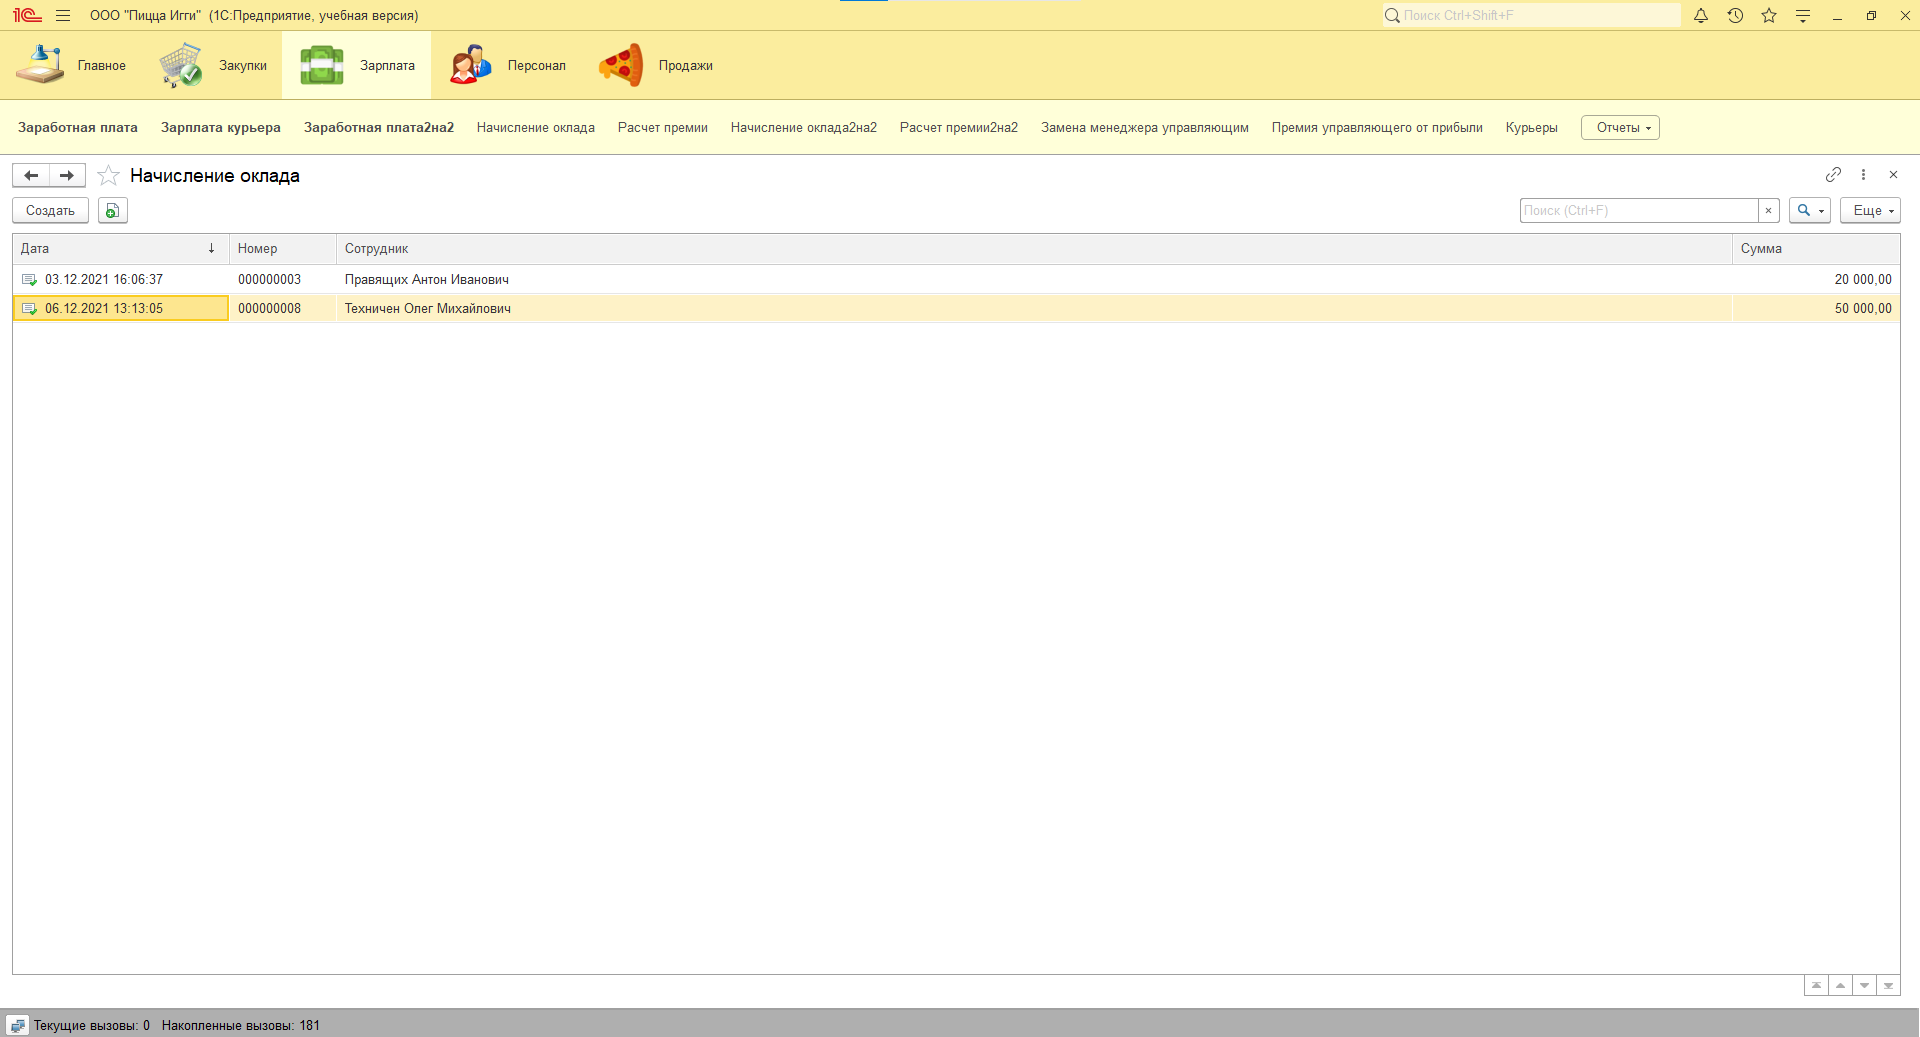 1С ООО "Пицца Игги" (1С:Предприятие, учебная версия) Поиск Ctrl+Shift+F
Главное Закупки Зарплата Персонал Продажи
Заработная плата Зарплата курьера Заработная плата2на2 Начисление оклада Расчет премии Начисление оклада2на2 Расчет премии2на2 Замена менеджера управляющим Премия управляющего от прибыли Курьеры Отчеты
Начисление оклада
Создать Поиск (Ctrl+F) Еще
Дата Номер Сотрудник Сумма
03.12.2021 16:06:37 000000003 Правящих Антон Иванович 20 000,00
06.12.2021 13:13:05 000000008 Техничен Олег Михайлович 50 000,00
Текущие вызовы: 0 Накопленные вызовы: 181